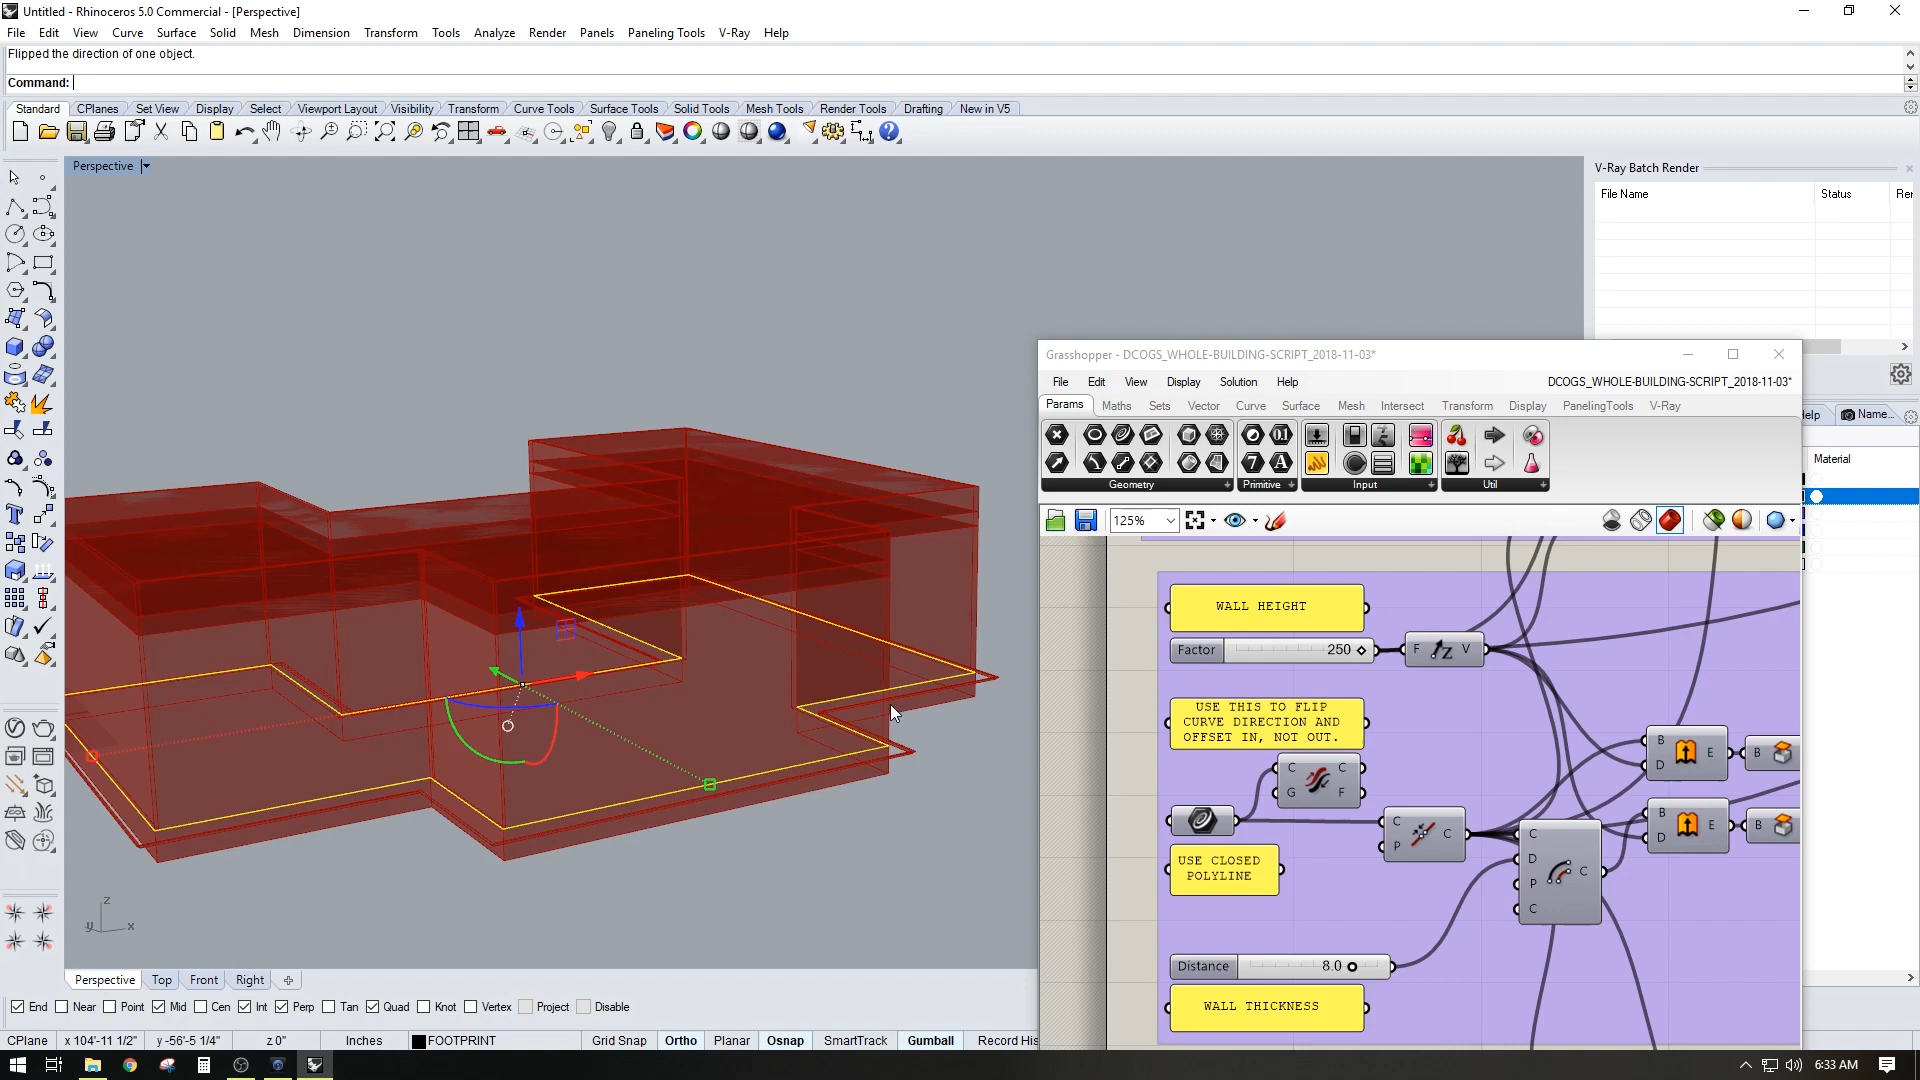 Untitled - Rhinoceros 5.0 Commercial - [Perspective]
File Edit View Curve Surface Solid Mesh Dimension Transform Tools Analyze Render Panels Paneling Tools V-Ray Help
Flipped the direction of one object.
Command:
Standard CPlanes Set View Display Select Viewport Layout Visibility Transform Curve Tools Surface Tools Solid Tools Mesh Tools Render Tools Drafting New in V5
Perspective
V-Ray Batch Render
File Name Status Rer
Grasshopper - DCOGS_WHOLE-BUILDING-SCRIPT_2018-11-03*
File Edit View Display Solution Help DCOGS_WHOLE-BUILDING-SCRIPT_2018-11-03*
Params Maths Sets Vector Curve Surface Mesh Intersect Transform Display PanelingTools V-Ray
Help Name...
Material
Geometry Primitive Input Util
125%
WALL HEIGHT
Factor 250
F V
USE THIS TO FLIP
CURVE DIRECTION AND
OFFSET IN, NOT OUT.
C C
G F
B E B
D
C C
P
B E B
D
C
D C
P
C
USE CLOSED
POLYLINE
Distance 8.0
WALL THICKNESS
z
y x
Perspective Top Front Right
End Near Point Mid Cen Int Perp Tan Quad Knot Vertex Project Disable
CPlane x 104'-11 1/2" y -56'-5 1/4" z 0" Inches FOOTPRINT Grid Snap Ortho Planar Osnap SmartTrack Gumball Record His
6:33 AM